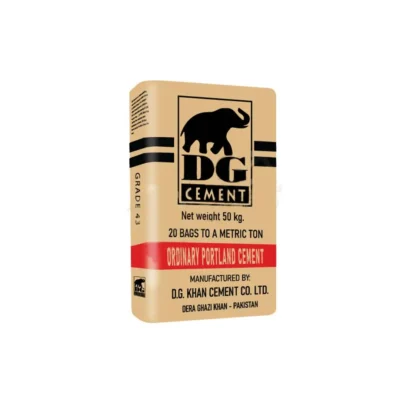 DG
CEMENT
Net weight 50 kg.
20 BAGS TO A METRIC TON
ORDINARY PORTLAND CEMENT
MANUFACTURED BY:
D.G. KHAN CEMENT CO. LTD.
DERA GHAZI KHAN – PAKISTAN
GRADE 43
DG